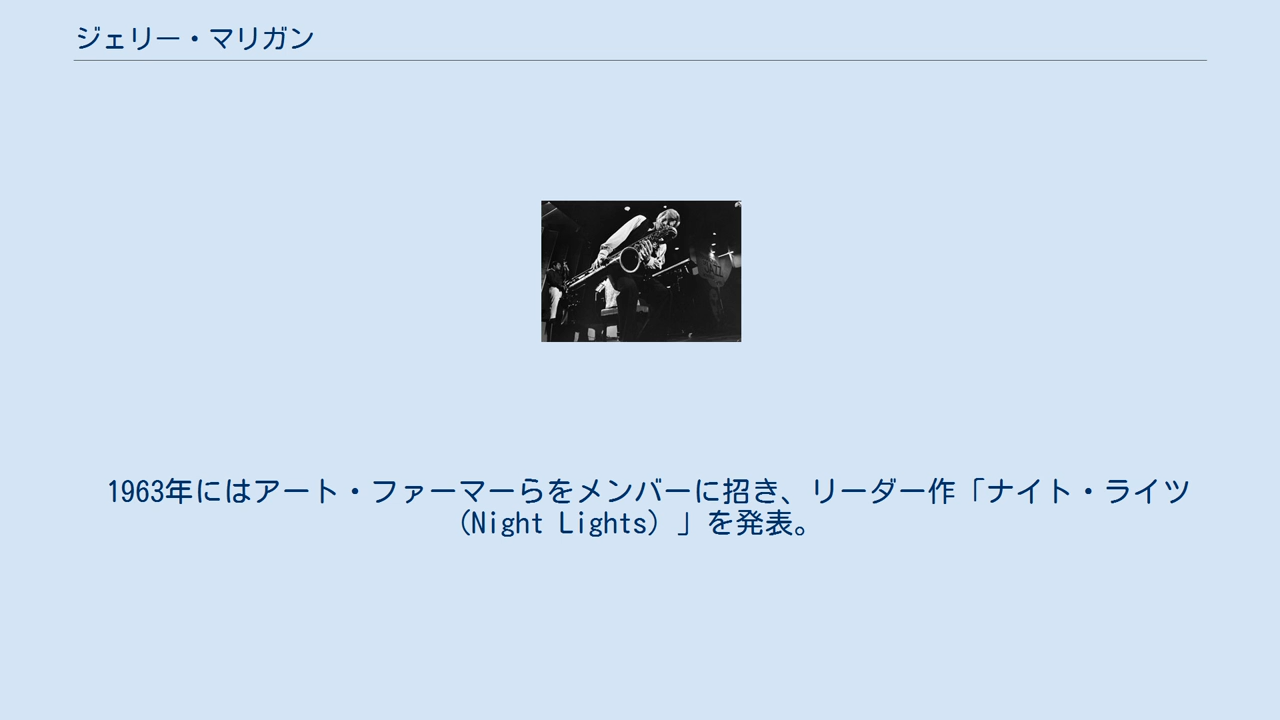 ジェリー・マリガン
1963年にはアート・ファーマーらをメンバーに招き、リーダー作「ナイト・ライツ
（Night Lights）」を発表。